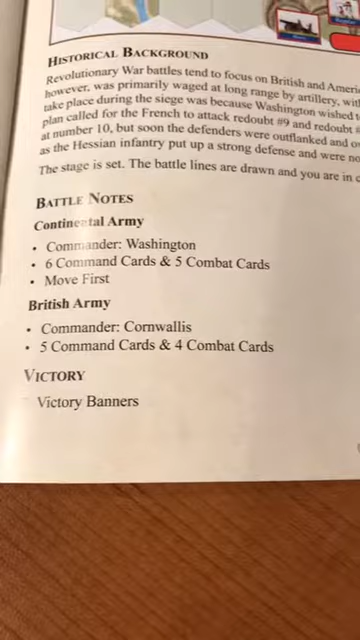 HISTORICAL BACKGROUND
Revolutionary War battles tend to focus on British and Ameri
however, was primarily waged at long range by artillery, wit
take place during the siege was because Washington wished t
plan called for the French to attack redoubt #9 and redoubt #
at number 10, but soon the defenders were outflanked and o
as the Hessian infantry put up a strong defense and were no
The stage is set. The battle lines are drawn and you are in c
BATTLE NOTES
Continental Army
• Commander: Washington
• 6 Command Cards & 5 Combat Cards
• Move First
British Army
• Commander: Cornwallis
• 5 Command Cards & 4 Combat Cards
VICTORY
Victory Banners